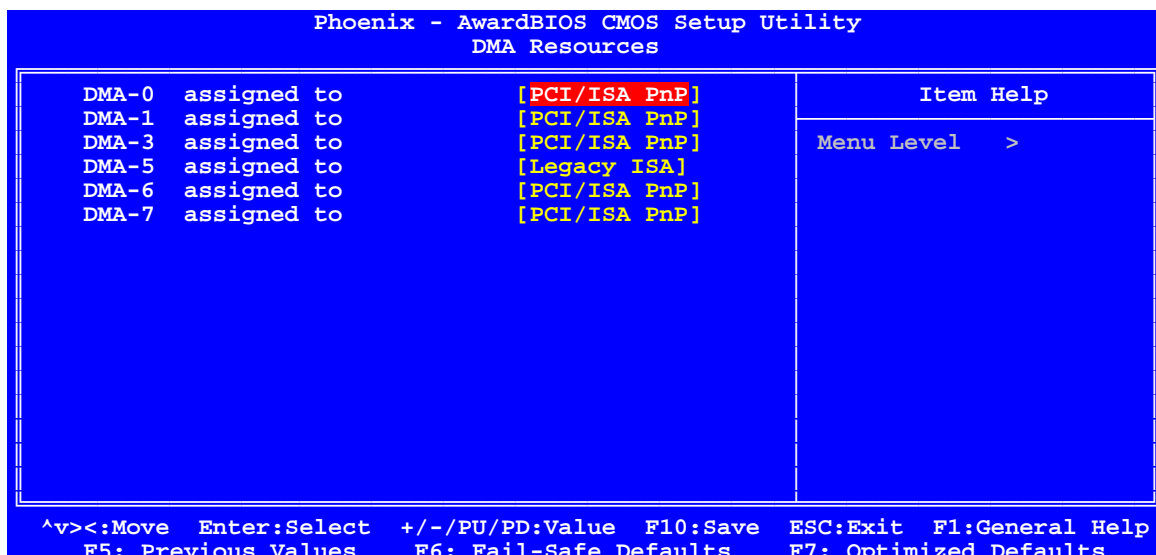 Phoenix - AwardBIOS CMOS Setup Utility
DMA Resources
DMA-0 assigned to [PCI/ISA PnP]
DMA-1 assigned to [PCI/ISA PnP]
DMA-3 assigned to [PCI/ISA PnP]
DMA-5 assigned to [Legacy ISA]
DMA-6 assigned to [PCI/ISA PnP]
DMA-7 assigned to [PCI/ISA PnP]
Item Help
Menu Level >
^v><:Move Enter:Select +/-/PU/PD:Value F10:Save ESC:Exit F1:General Help
F5: Previous Values F6: Fail-Safe Defaults F7: Optimized Defaults